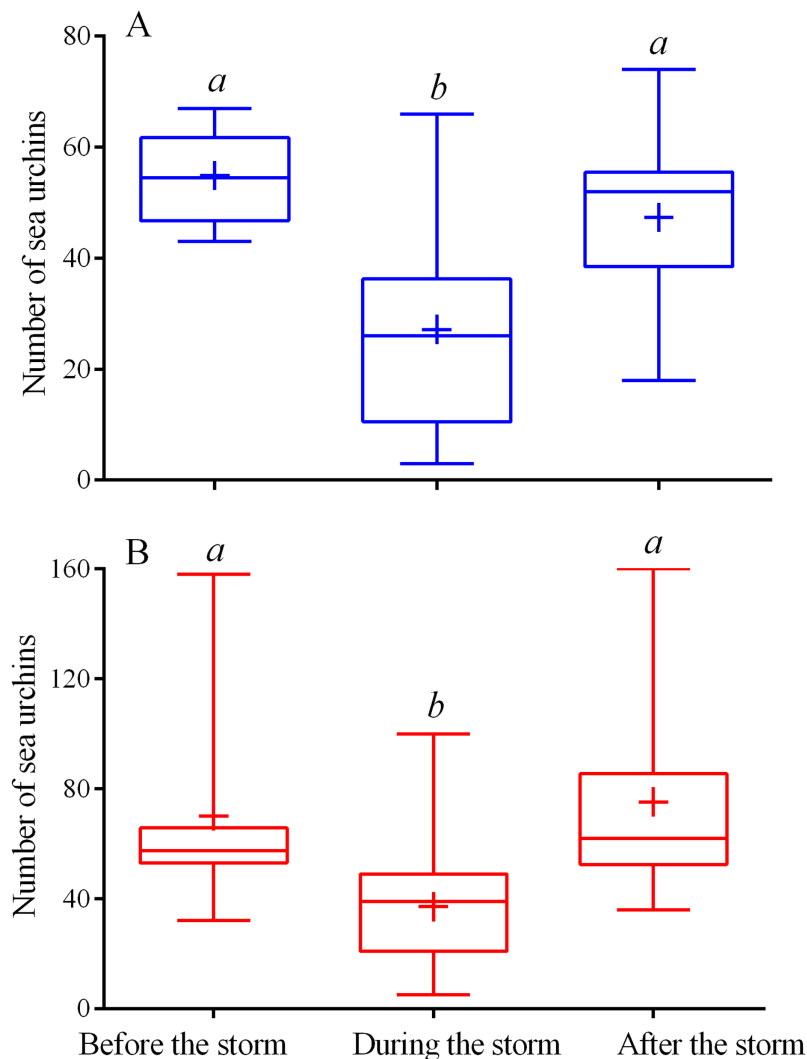 A
Number of sea urchins
80
60
40
20
0
a
b
a
B
Number of sea urchins
160
120
80
40
0
a
b
a
Before the storm
During the storm
After the storm